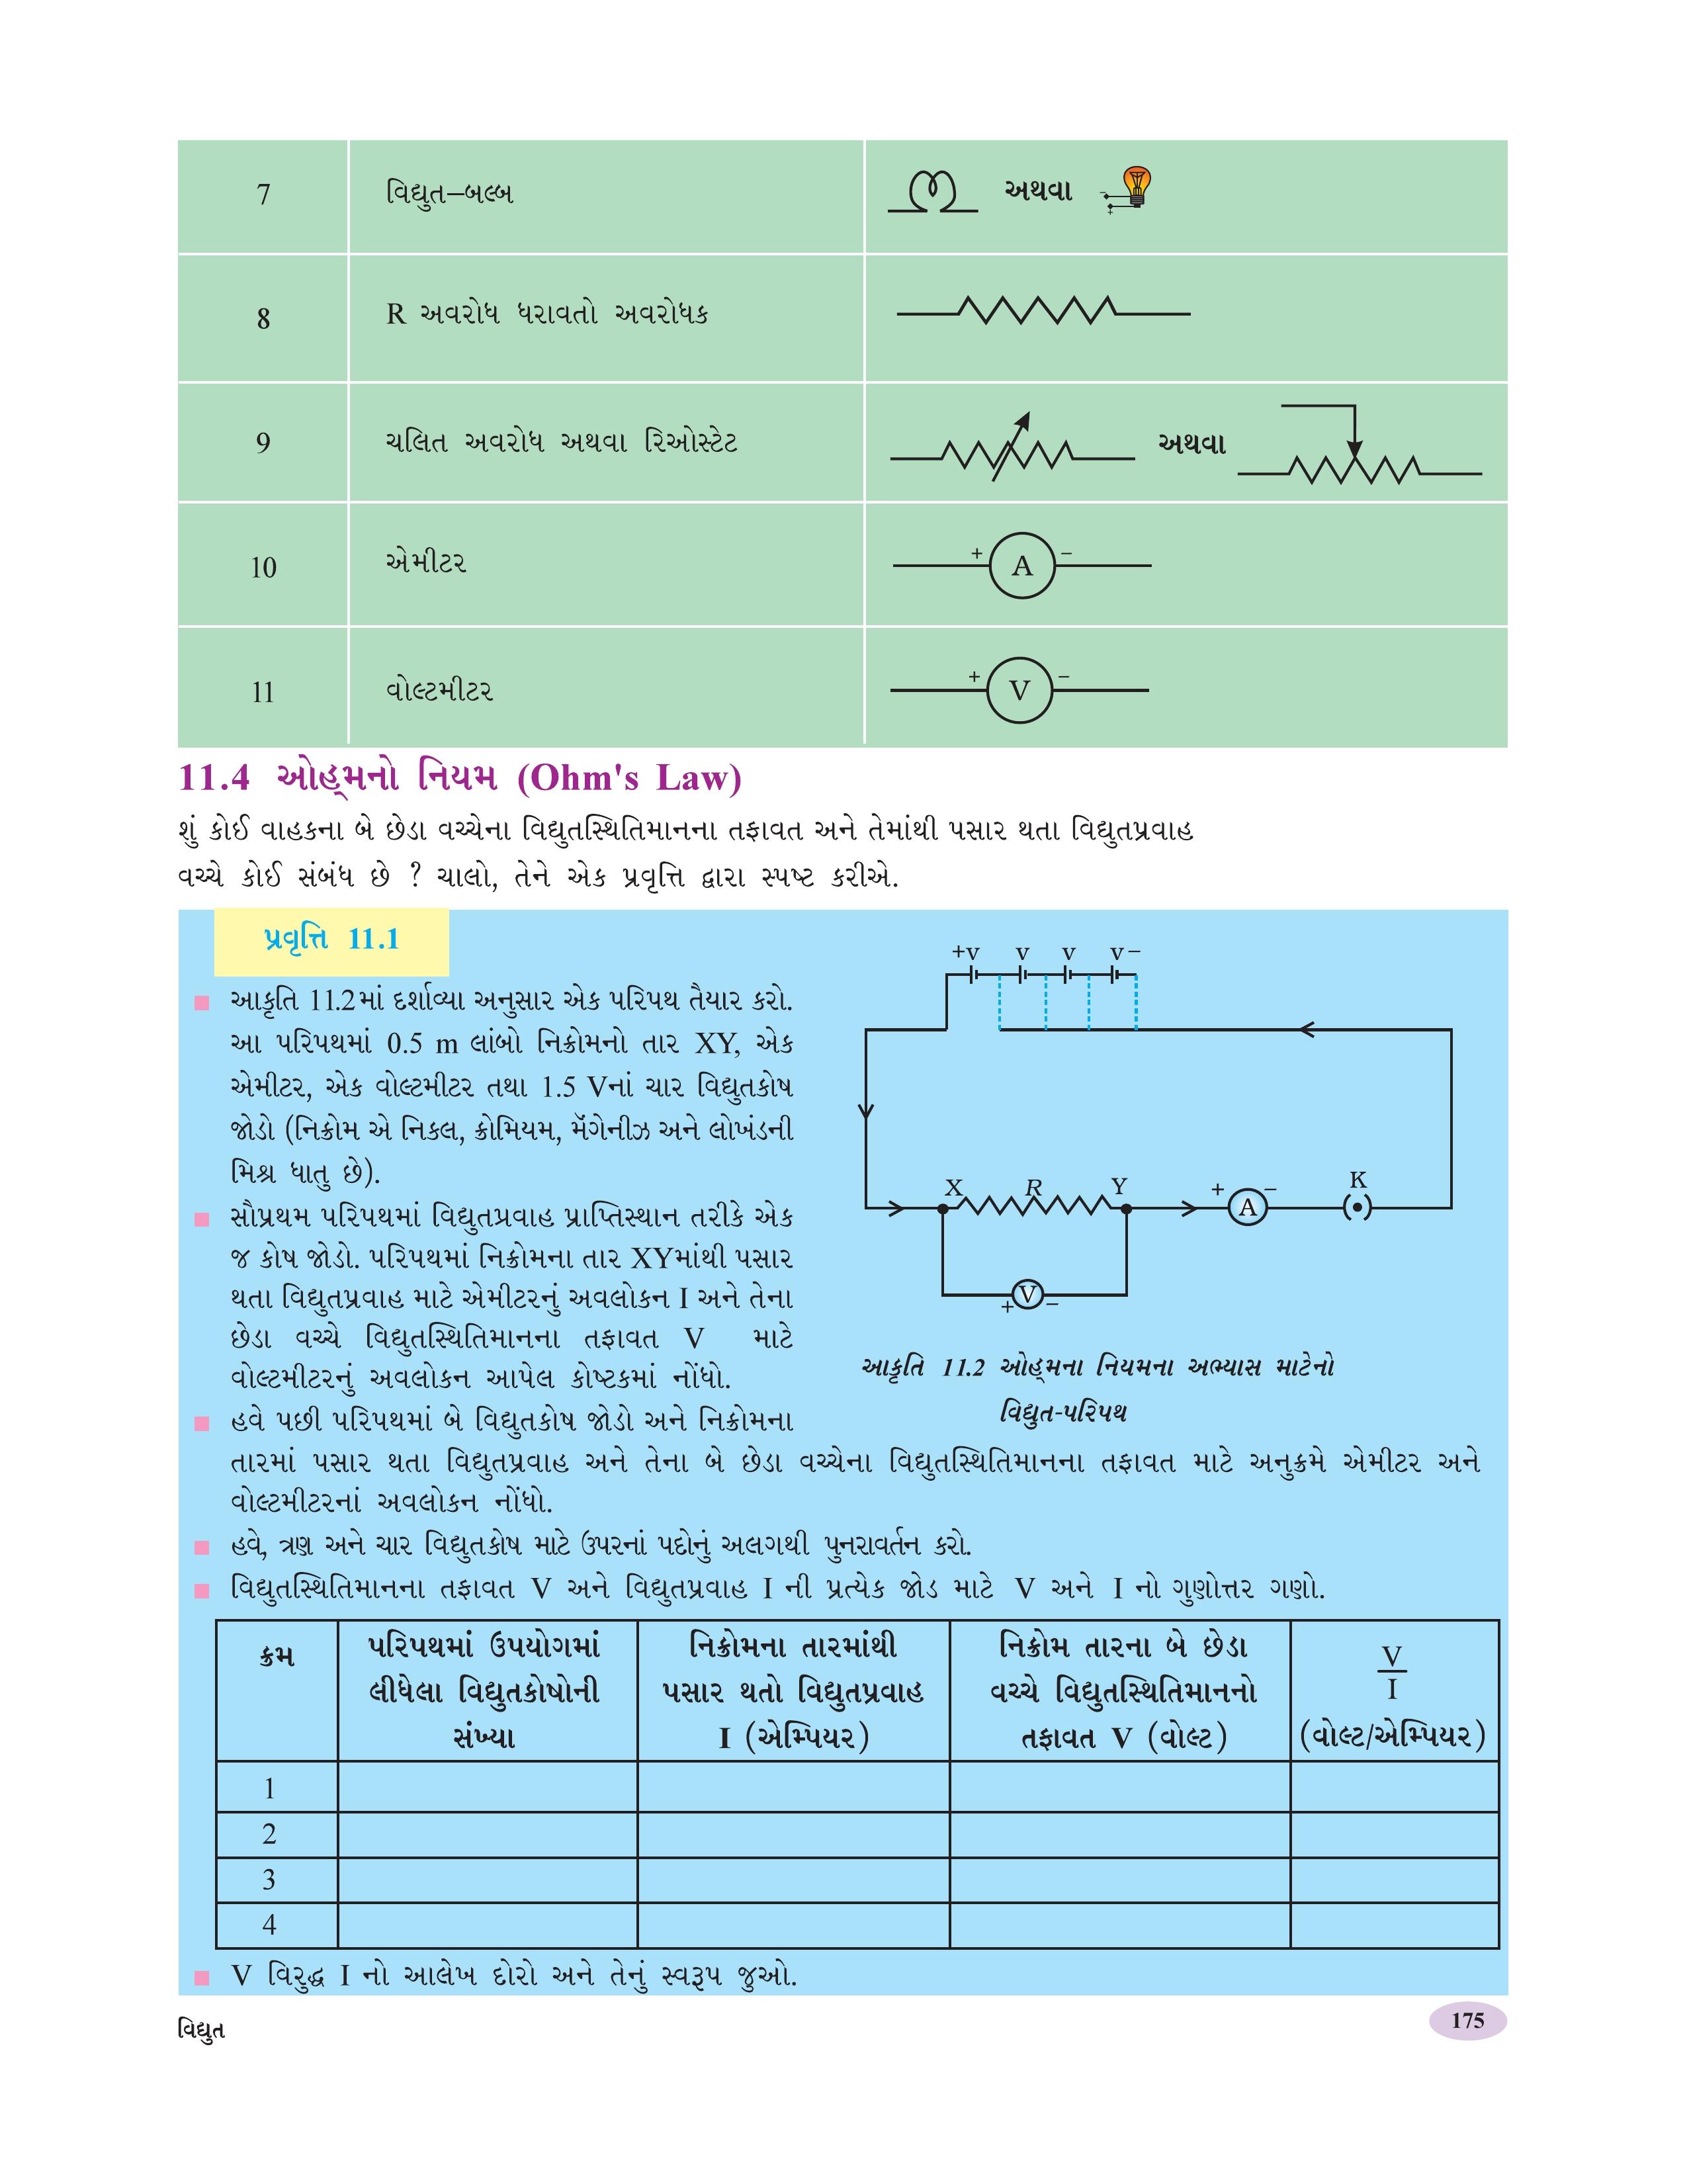 7 વિદ્યુત–બલ્બ અથવા
8 R અવરોધ ધરાવતો અવરોધક
9 ચલિત અવરોધ અથવા રિઓસ્ટેટ અથવા
10 એમીટર + A –
11 વોલ્ટમીટર + V –
11.4 ઓહ્‌મનો નિયમ (Ohm's Law)
શું કોઈ વાહકના બે છેડા વચ્ચેના વિદ્યુતસ્થિતિમાનના તફાવત અને તેમાંથી પસાર થતા વિદ્યુતપ્રવાહ
વચ્ચે કોઈ સંબંધ છે ? ચાલો, તેને એક પ્રવૃત્તિ દ્વારા સ્પષ્ટ કરીએ.
પ્રવૃત્તિ 11.1
આકૃતિ 11.2માં દર્શાવ્યા અનુસાર એક પરિપથ તૈયાર કરો.
આ પરિપથમાં 0.5 m લાંબો નિક્રોમનો તાર XY, એક
એમીટર, એક વોલ્ટમીટર તથા 1.5 Vનાં ચાર વિદ્યુતકોષ
જોડો (નિક્રોમ એ નિકલ, ક્રોમિયમ, મૅંગેનીઝ અને લોખંડની
મિશ્ર ધાતુ છે).
સૌપ્રથમ પરિપથમાં વિદ્યુતપ્રવાહ પ્રાપ્તિસ્થાન તરીકે એક
જ કોષ જોડો. પરિપથમાં નિક્રોમના તાર XYમાંથી પસાર
થતા વિદ્યુતપ્રવાહ માટે એમીટરનું અવલોકન I અને તેના
છેડા વચ્ચે વિદ્યુતસ્થિતિમાનના તફાવત V માટે
વોલ્ટમીટરનું અવલોકન આપેલ કોષ્ટકમાં નોંધો.
+v v v v –
X R Y + A – K
+ V –
આકૃતિ 11.2 ઓહ્‌મના નિયમના અભ્યાસ માટેનો
વિદ્યુત-પરિપથ
હવે પછી પરિપથમાં બે વિદ્યુતકોષ જોડો અને નિક્રોમના
તારમાં પસાર થતા વિદ્યુતપ્રવાહ અને તેના બે છેડા વચ્ચેના વિદ્યુતસ્થિતિમાનના તફાવત માટે અનુક્રમે એમીટર અને
વોલ્ટમીટરનાં અવલોકન નોંધો.
હવે, ત્રણ અને ચાર વિદ્યુતકોષ માટે ઉપરનાં પદોનું અલગથી પુનરાવર્તન કરો.
વિદ્યુતસ્થિતિમાનના તફાવત V અને વિદ્યુતપ્રવાહ I ની પ્રત્યેક જોડ માટે V અને I નો ગુણોત્તર ગણો.
ક્રમ
પરિપથમાં ઉપયોગમાં
લીધેલા વિદ્યુતકોષોની
સંખ્યા
નિક્રોમના તારમાંથી
પસાર થતો વિદ્યુતપ્રવાહ
I (એમ્પિયર)
નિક્રોમ તારના બે છેડા
વચ્ચે વિદ્યુતસ્થિતિમાનનો
તફાવત V (વોલ્ટ)
V
I
(વોલ્ટ/એમ્પિયર)
1
2
3
4
V વિરુદ્ધ I નો આલેખ દોરો અને તેનું સ્વરૂપ જુઓ.
વિદ્યુત
175